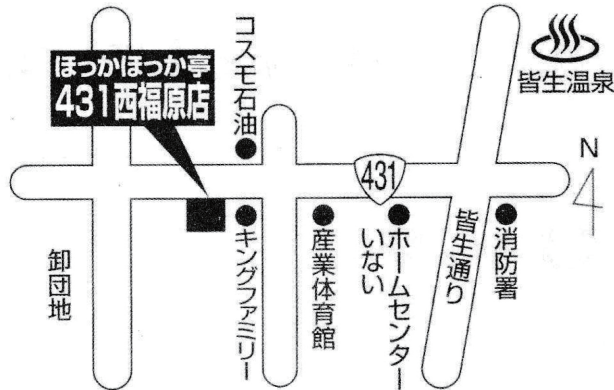 ほっかほっか亭
431西福原店
コスモ石油
皆生温泉
N
431
卸団地
キングファミリー
産業体育館
ホームセンター
いない
皆生通り
消防署